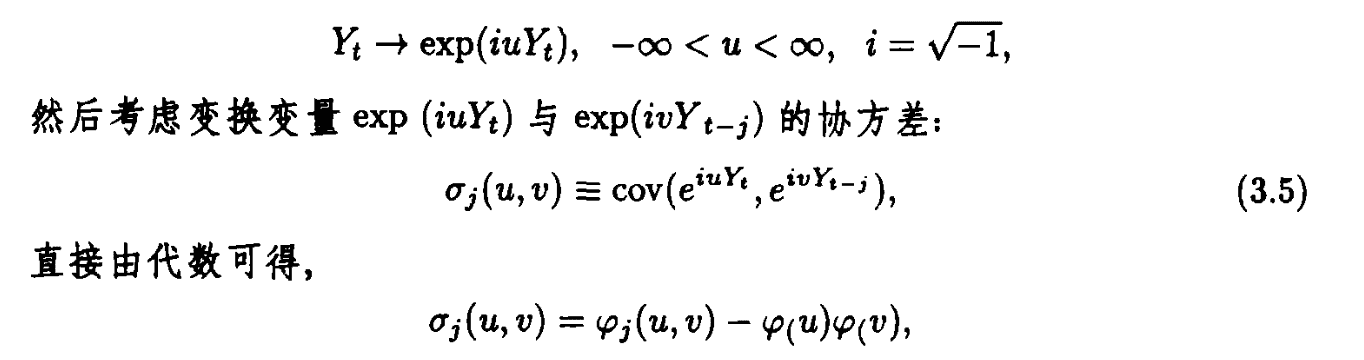 Y_t → exp(iuY_t), −∞ < u < ∞, i = √−1,
然后考虑变换变量 exp (iuY_t) 与 exp(ivY_{t−j}) 的协方差:
σ_j(u, v) ≡ cov(e^{iuY_t}, e^{ivY_{t−j}}), (3.5)
直接由代数可得,
σ_j(u, v) = φ_j(u, v) − φ_(u)φ_(v),